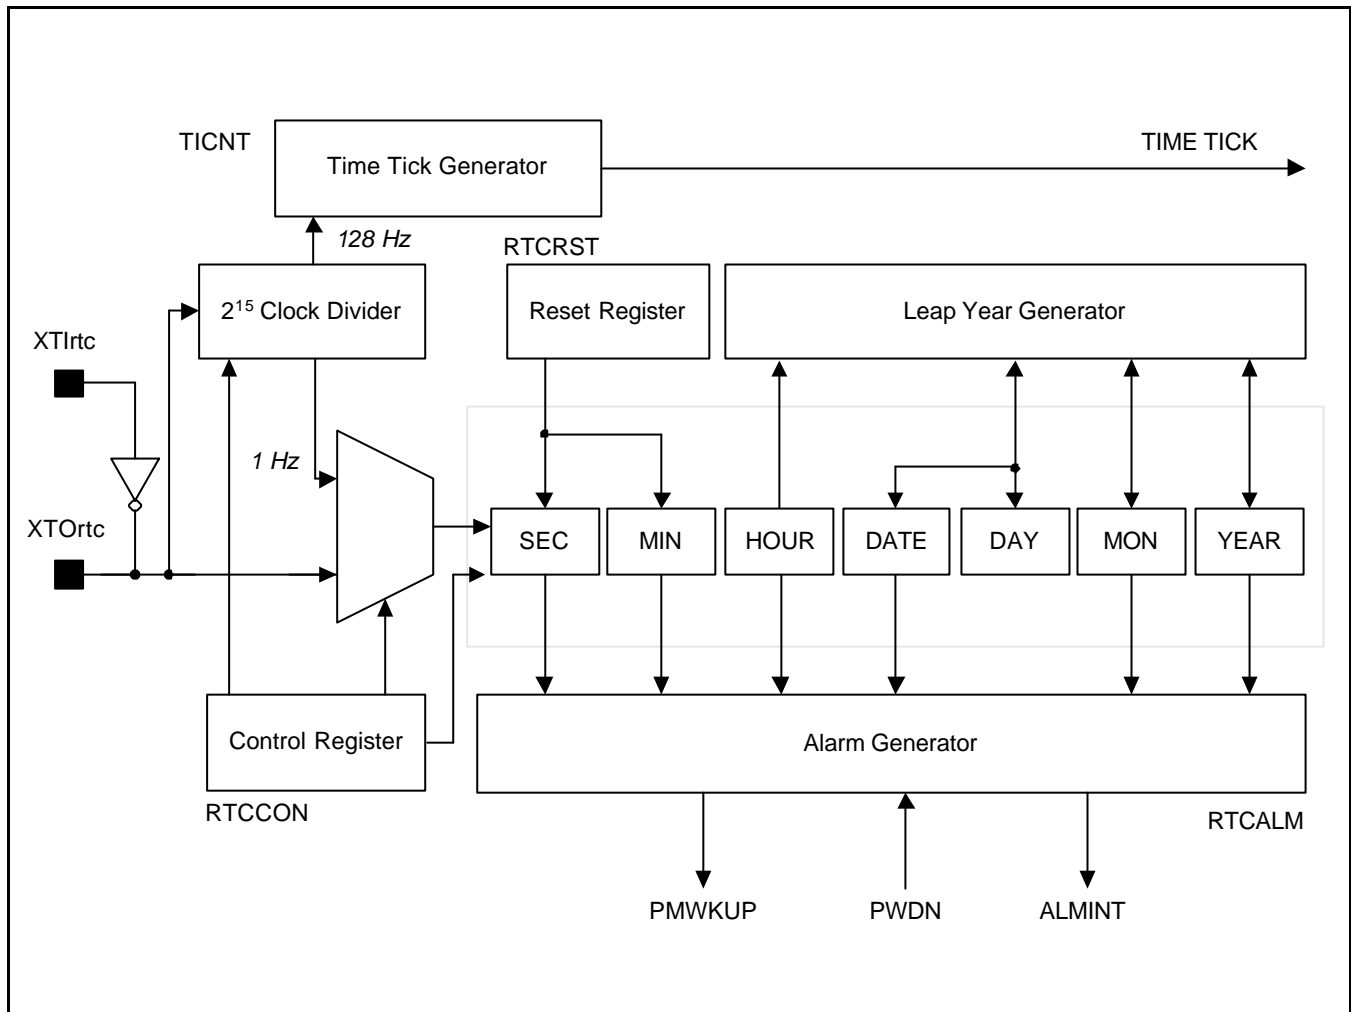 TICNT
Time Tick Generator
TIME TICK
128 Hz
RTCRST
2¹⁵ Clock Divider
Reset Register
Leap Year Generator
XTIrtc
1 Hz
XTOrtc
SEC
MIN
HOUR
DATE
DAY
MON
YEAR
Control Register
Alarm Generator
RTCCON
RTCALM
PMWKUP
PWDN
ALMINT